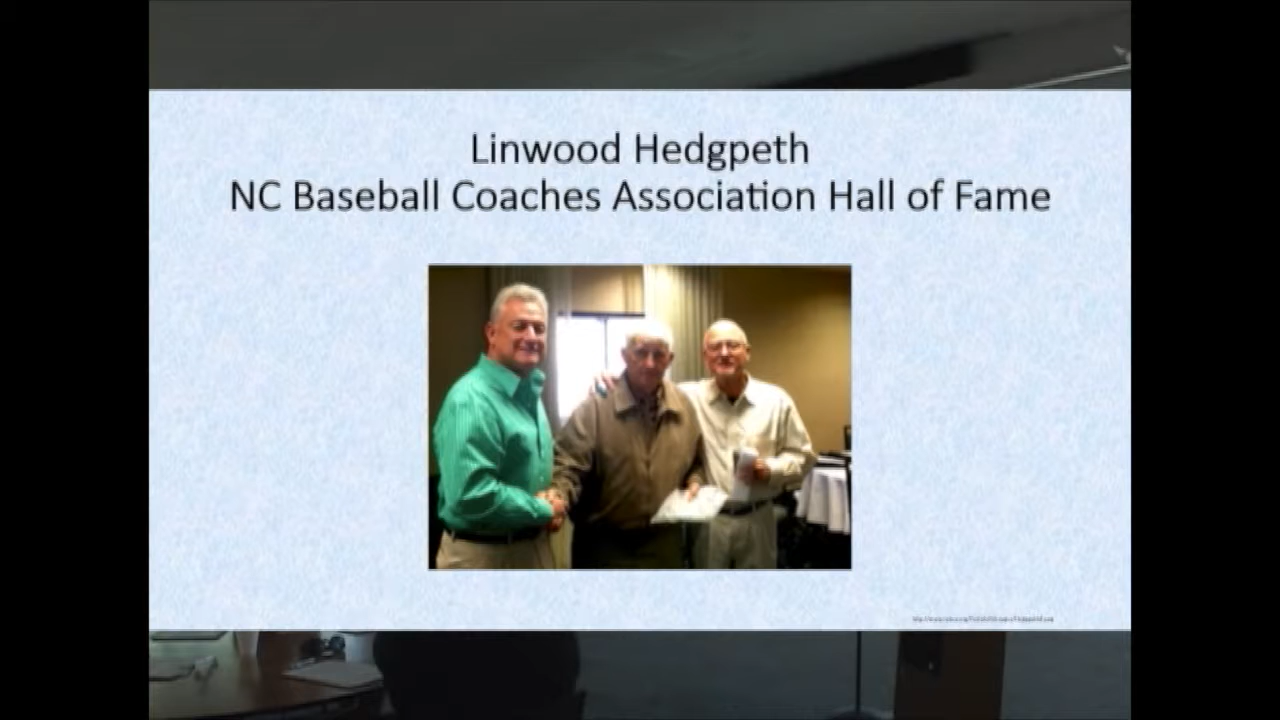 Linwood Hedgpeth
NC Baseball Coaches Association Hall of Fame